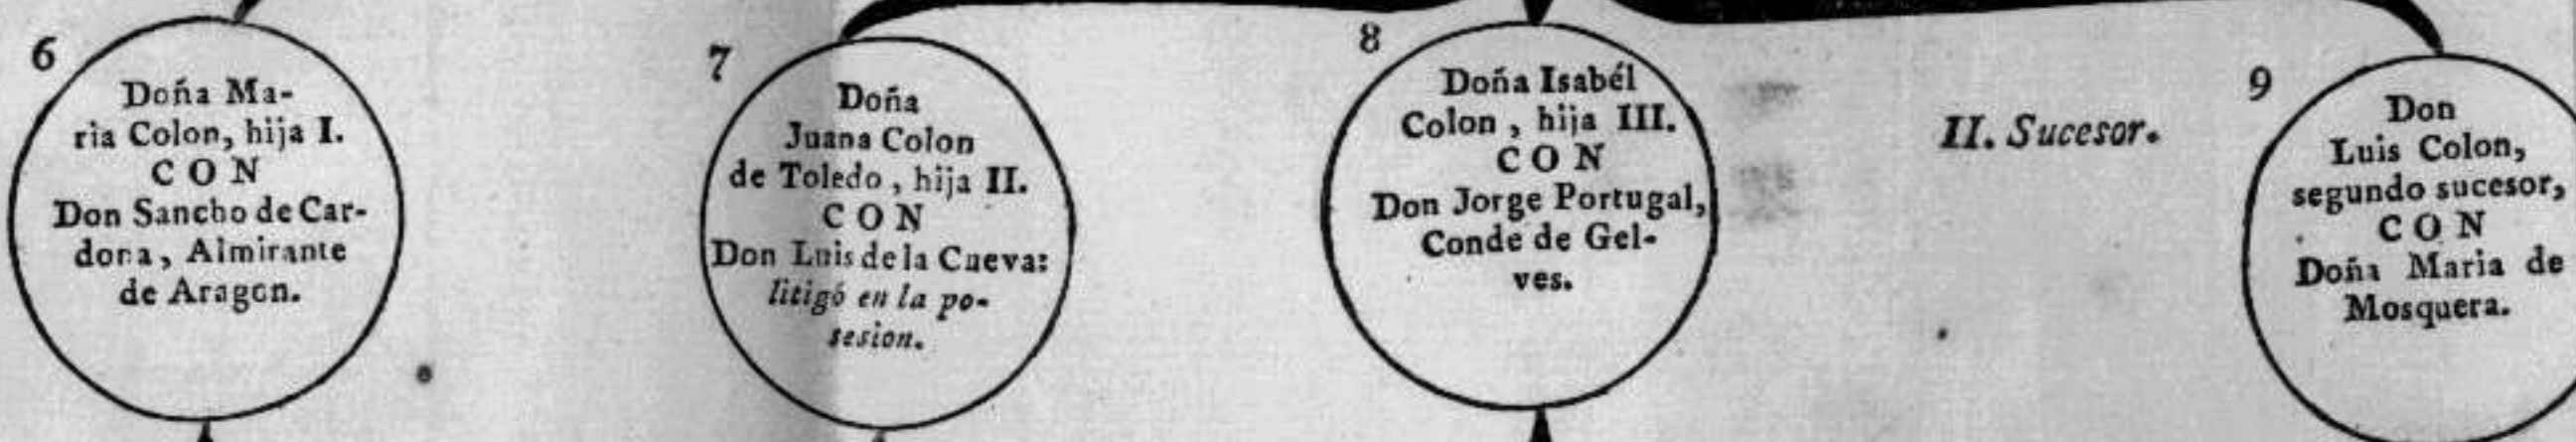 6
Doña Ma-
ria Colon, hija I.
CON
Don Sancho de Car-
dona, Almirante
de Aragon.
7
Doña
Juana Colon
de Toledo, hija II.
CON
Don Luis de la Cueva:
litigó en la po-
sesion.
8
Doña Isabél
Colon, hija III.
CON
Don Jorge Portugal,
Conde de Gel-
ves.
II. Sucesor.
9
Don
Luis Colon,
segundo sucesor,
CON
Doña Maria de
Mosquera.